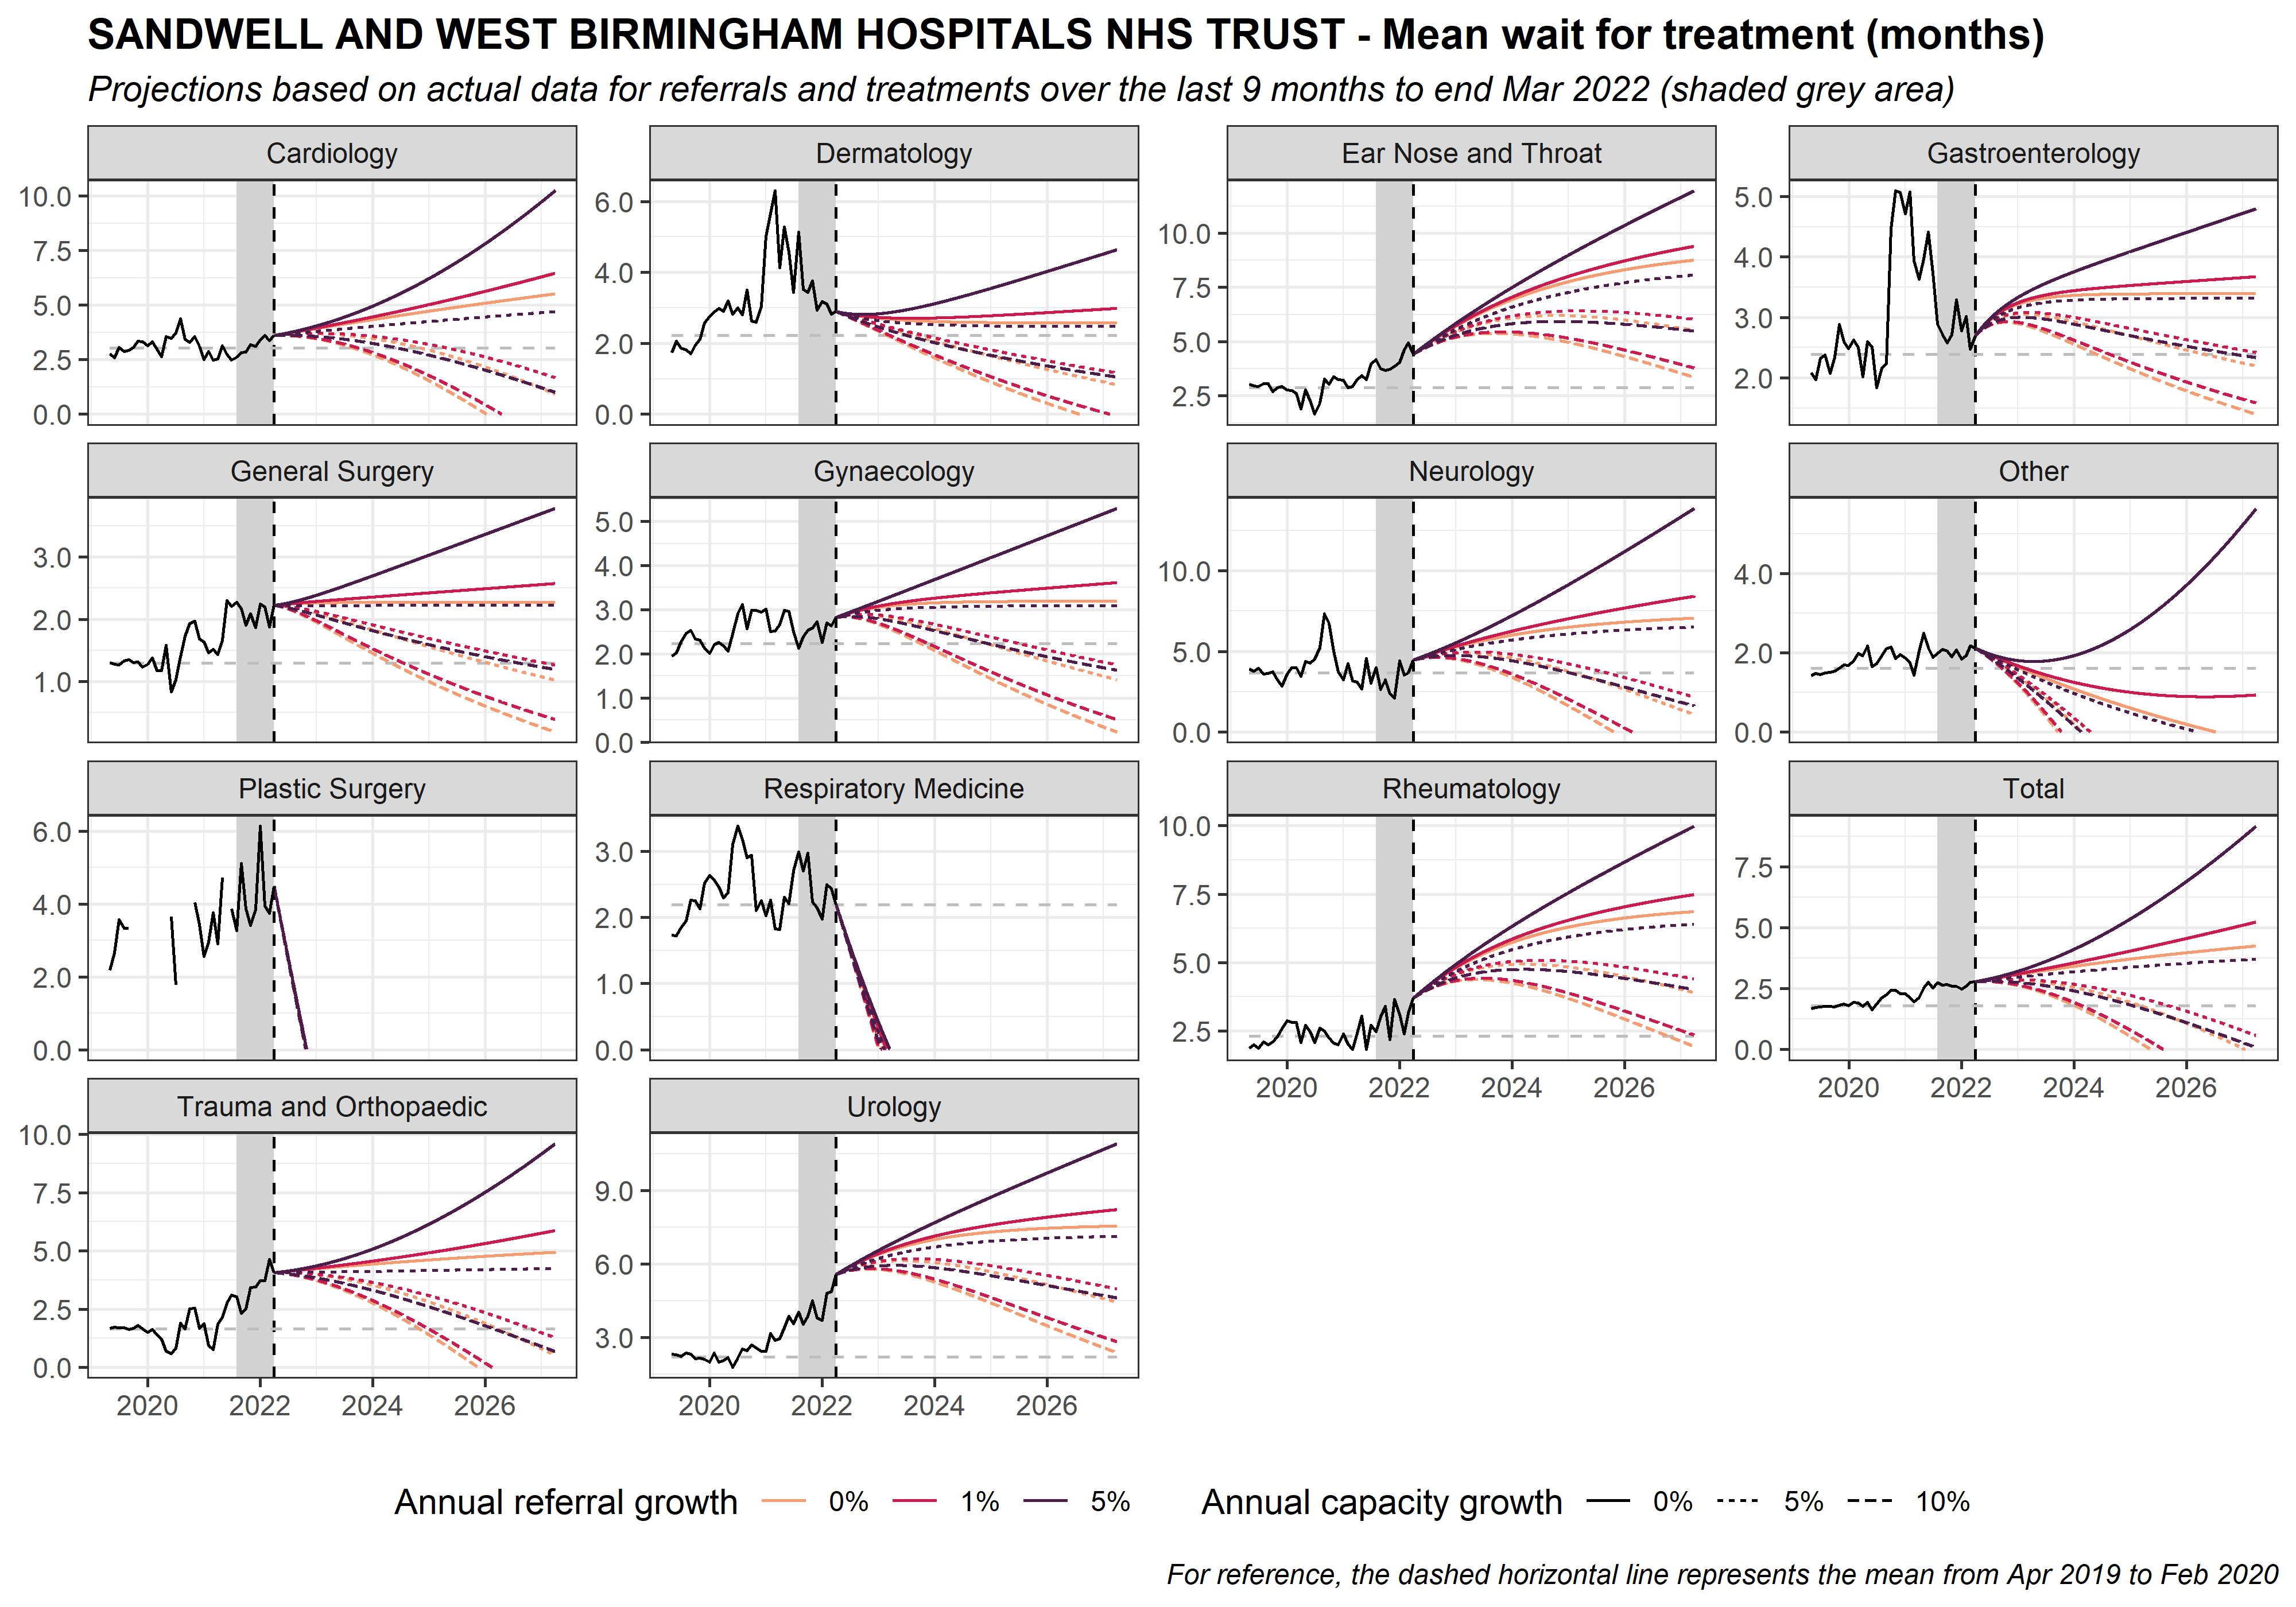 SANDWELL AND WEST BIRMINGHAM HOSPITALS NHS TRUST - Mean wait for treatment (months)
Projections based on actual data for referrals and treatments over the last 9 months to end Mar 2022 (shaded grey area)
Cardiology
10.0
7.5
5.0
2.5
0.0
Dermatology
6.0
4.0
2.0
0.0
Ear Nose and Throat
10.0
7.5
5.0
2.5
Gastroenterology
5.0
4.0
3.0
2.0
General Surgery
3.0
2.0
1.0
Gynaecology
5.0
4.0
3.0
2.0
1.0
0.0
Neurology
10.0
5.0
0.0
Other
4.0
2.0
0.0
Plastic Surgery
6.0
4.0
2.0
0.0
Respiratory Medicine
3.0
2.0
1.0
0.0
Rheumatology
10.0
7.5
5.0
2.5
2020 2022 2024 2026
Total
7.5
5.0
2.5
0.0
2020 2022 2024 2026
Trauma and Orthopaedic
10.0
7.5
5.0
2.5
0.0
2020 2022 2024 2026
Urology
9.0
6.0
3.0
2020 2022 2024 2026
Annual referral growth 0% 1% 5%
Annual capacity growth 0% 5% 10%
For reference, the dashed horizontal line represents the mean from Apr 2019 to Feb 2020